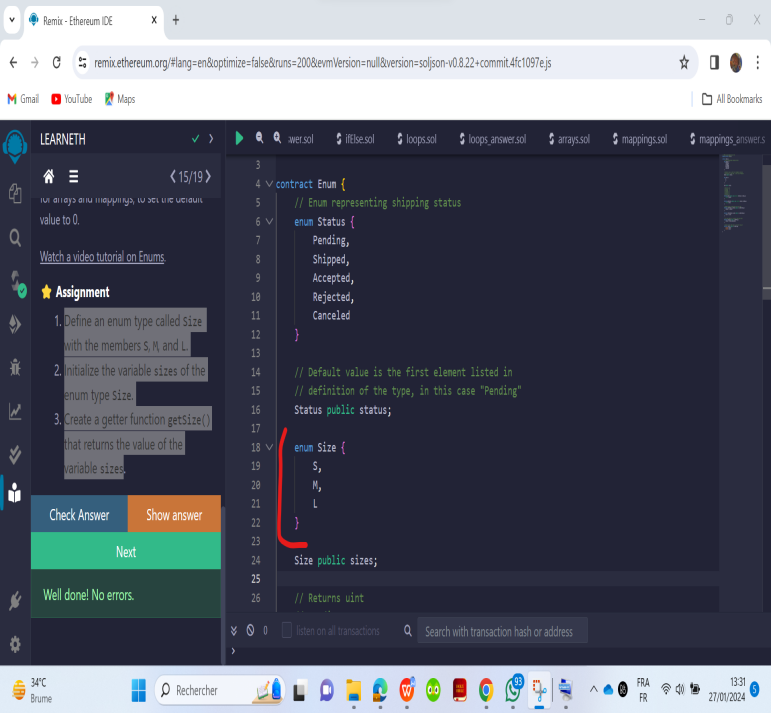 Remix - Ethereum IDE
remix.ethereum.org/#lang=en&optimize=false&runs=200&evmVersion=null&version=soljson-v0.8.22+commit.4fc1097e.js
Gmail YouTube Maps All Bookmarks
LEARNETH
15/19
for arrays and mappings, to set the default
value to 0.
Watch a video tutorial on Enums.
Assignment
1. Define an enum type called Size
with the members S, M, and L.
2. Initialize the variable sizes of the
enum type Size.
3. Create a getter function getSize()
that returns the value of the
variable sizes.
Check Answer Show answer
Next
Well done! No errors.
wer.sol ifElse.sol loops.sol loops_answer.sol arrays.sol mappings.sol mappings_answer.s
3
4 contract Enum {
5 // Enum representing shipping status
6 enum Status {
7 Pending,
8 Shipped,
9 Accepted,
10 Rejected,
11 Canceled
12 }
13
14 // Default value is the first element listed in
15 // definition of the type, in this case "Pending"
16 Status public status;
17
18 enum Size {
19 S,
20 M,
21 L
22 }
23
24 Size public sizes;
25
26 // Returns uint
0 listen on all transactions Search with transaction hash or address
>
34°C
Brume
Rechercher
93
FRA
FR
13:31
27/01/2024
5